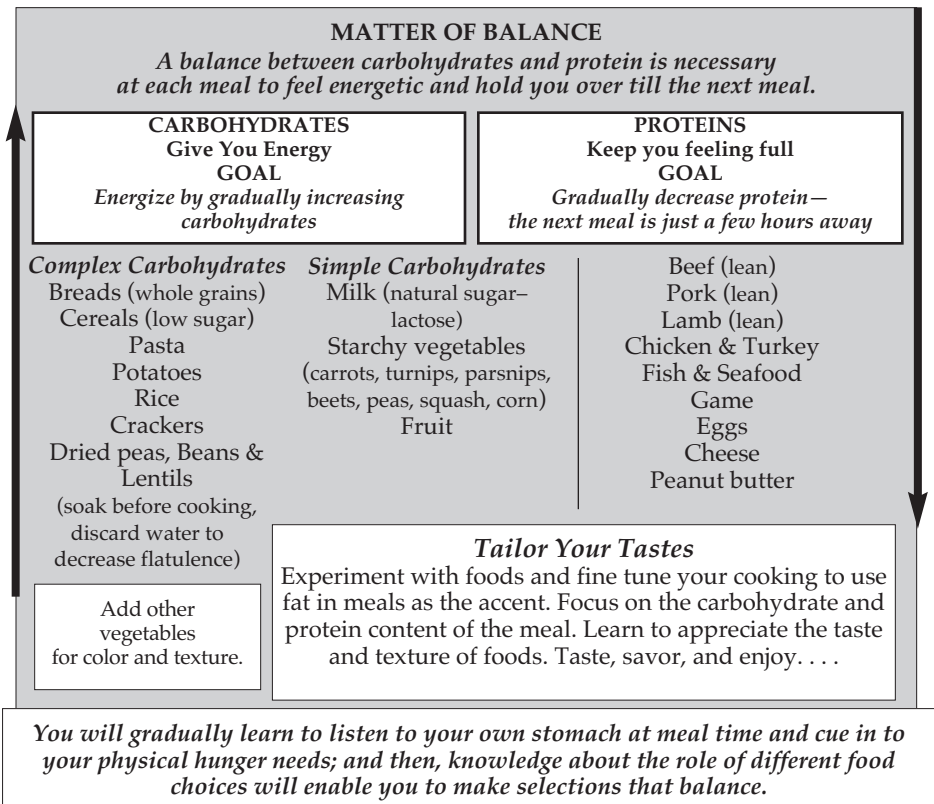 MATTER OF BALANCE
A balance between carbohydrates and protein is necessary
at each meal to feel energetic and hold you over till the next meal.
CARBOHYDRATES
Give You Energy
GOAL
Energize by gradually increasing
carbohydrates
PROTEINS
Keep you feeling full
GOAL
Gradually decrease protein—
the next meal is just a few hours away
Complex Carbohydrates
Breads (whole grains)
Cereals (low sugar)
Pasta
Potatoes
Rice
Crackers
Dried peas, Beans &
Lentils
(soak before cooking,
discard water to
decrease flatulence)
Simple Carbohydrates
Milk (natural sugar–
lactose)
Starchy vegetables
(carrots, turnips, parsnips,
beets, peas, squash, corn)
Fruit
Beef (lean)
Pork (lean)
Lamb (lean)
Chicken & Turkey
Fish & Seafood
Game
Eggs
Cheese
Peanut butter
Add other
vegetables
for color and texture.
Tailor Your Tastes
Experiment with foods and fine tune your cooking to use
fat in meals as the accent. Focus on the carbohydrate and
protein content of the meal. Learn to appreciate the taste
and texture of foods. Taste, savor, and enjoy. . . .
You will gradually learn to listen to your own stomach at meal time and cue in to
your physical hunger needs; and then, knowledge about the role of different food
choices will enable you to make selections that balance.